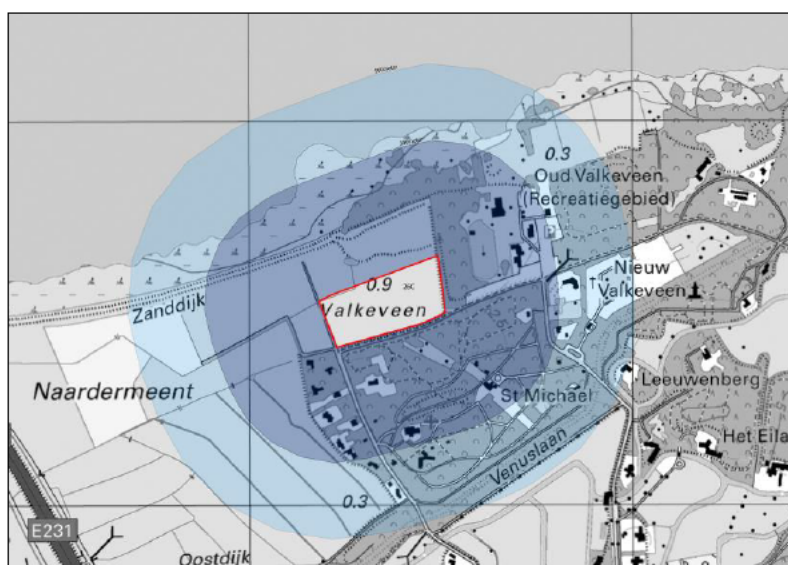 0.3
Oud Valkeveen
(Recreatiegebied)
Nieuw
Valkeveen
0.9
Valkeveen
Zanddijk
Naardermeent
Leeuwenberg
St Michaël
Het Eila
Venuslaan
0.3
E231
Oostdijk